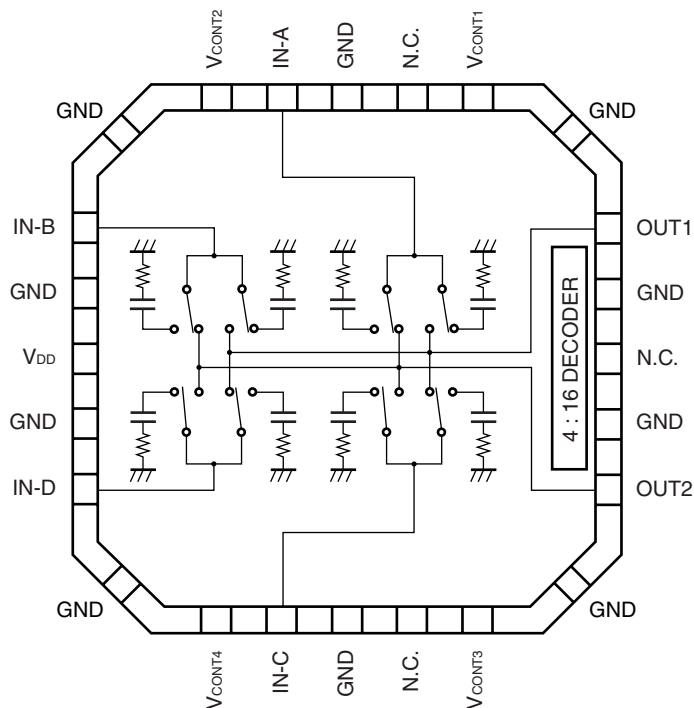 VCONT2
IN-A
GND
N.C.
VCONT1
GND
GND
IN-B
OUT1
GND
GND
VDD
N.C.
GND
GND
IN-D
OUT2
4 : 16 DECODER
GND
GND
VCONT4
IN-C
GND
N.C.
VCONT3